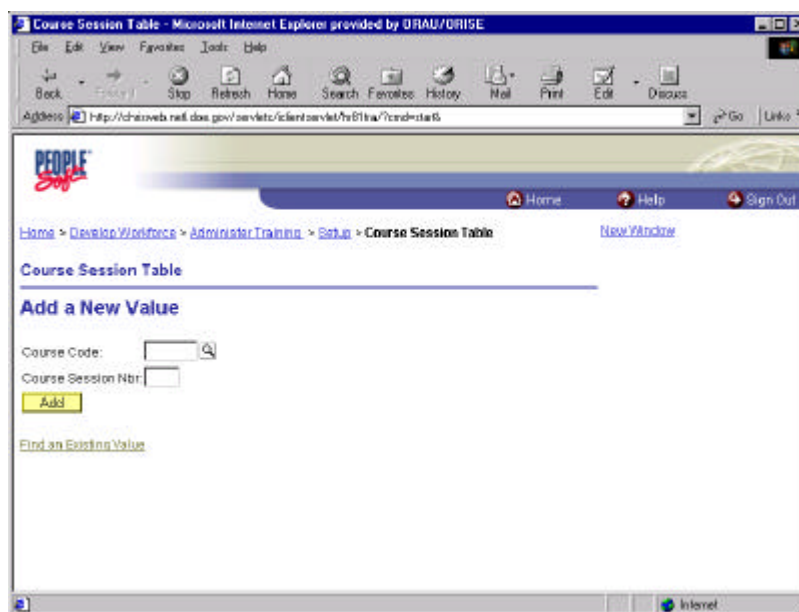 Course Session Table - Microsoft Internet Explorer provided by ORAU/ORISE
File Edit View Favorites Tools Help
Back Forward Stop Refresh Home Search Favorites History Mail Print Edit Discuss
Address Go Links
PEOPLE
Soft
Home Help Sign Out
Home > Develop Workforce > Administer Training > Setup > Course Session Table New Window
Course Session Table
Add a New Value
Course Code:
Course Session Nbr:
Add
Find an Existing Value
Internet